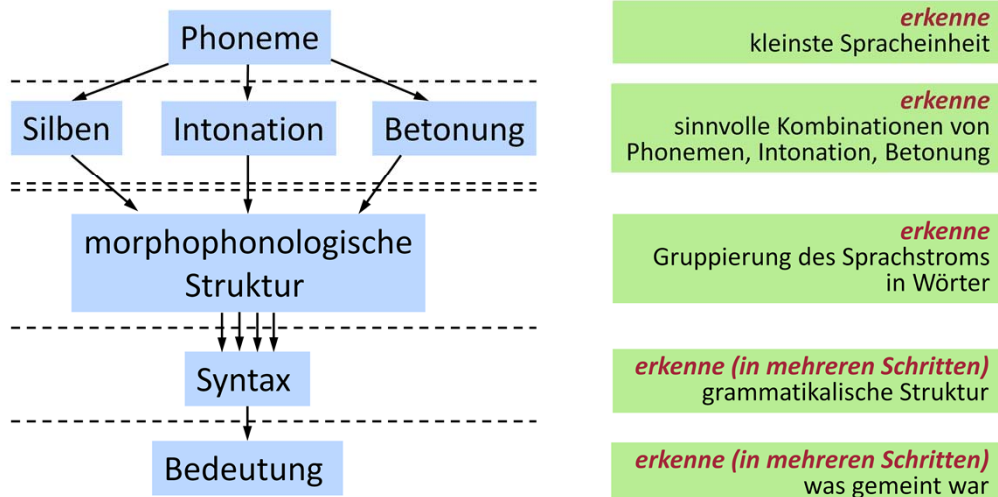 Phoneme
erkenne
kleinste Spracheinheit
Silben
Intonation
Betonung
erkenne
sinnvolle Kombinationen von
Phonemen, Intonation, Betonung
morphophonologische
Struktur
erkenne
Gruppierung des Sprachstroms
in Wörter
Syntax
erkenne (in mehreren Schritten)
grammatikalische Struktur
Bedeutung
erkenne (in mehreren Schritten)
was gemeint war